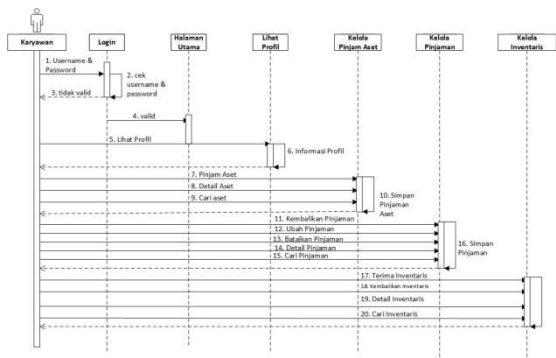 Karyawan
Login
Halaman
Utama
Lihat
Profil
Kelola
Pinjam Aset
Kelola
Pinjaman
Kelola
Inventaris
1. Username &
Password
2. cek
username &
password
3. tidak valid
4. valid
5. Lihat Profil
6. Informasi Profil
7. Pinjam Aset
8. Detail Aset
9. Cari aset
10. Simpan
Pinjaman
Aset
11. Kembalikan Pinjaman
12. Ubah Pinjaman
13. Batalkan Pinjaman
14. Detail Pinjaman
15. Cari Pinjaman
16. Simpan
Pinjaman
17. Terima Inventaris
18. Kembalikan Inventaris
19. Detail Inventaris
20. Cari Inventaris